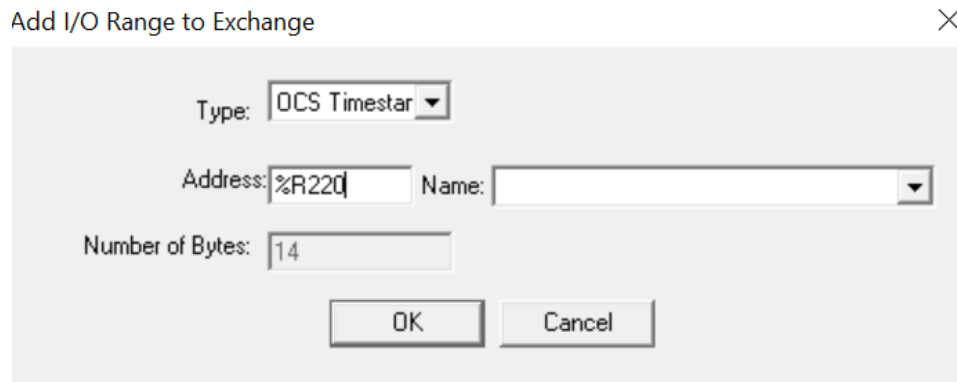 Add I/O Range to Exchange
Type: OCS Timestar
Address: %R220 Name:
Number of Bytes: 14
OK Cancel